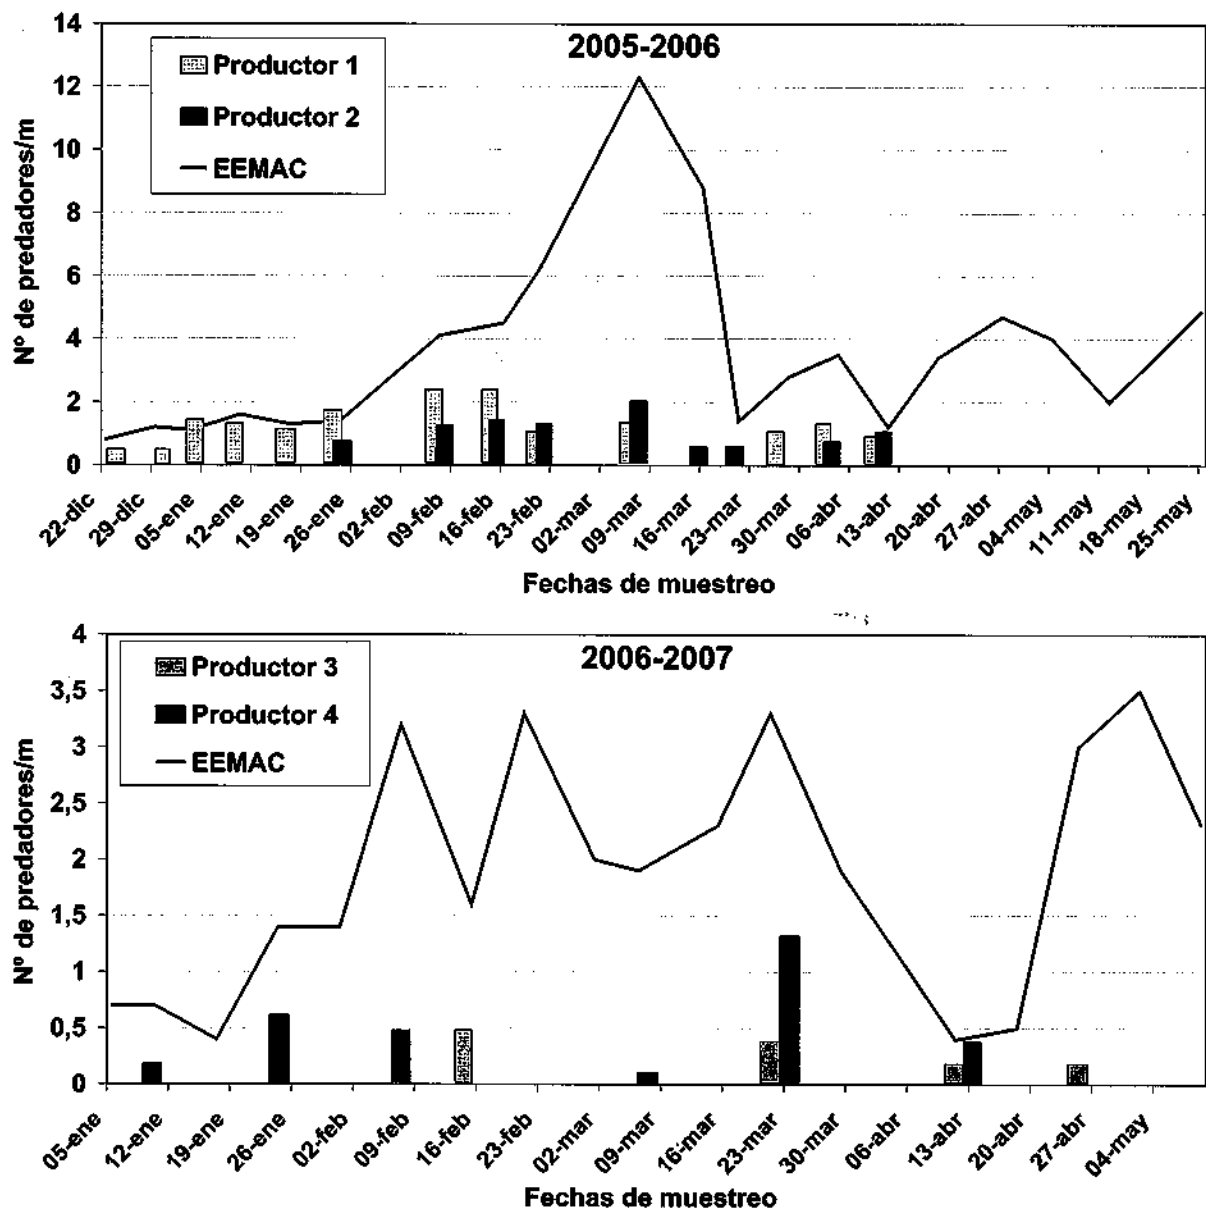 2005-2006
Productor 1
Productor 2
EEMAC
Nº de predadores/m
14
12
10
8
6
4
2
0
22-dic
29-dic
05-ene
12-ene
19-ene
26-ene
02-feb
09-feb
16-feb
23-feb
02-mar
09-mar
16-mar
23-mar
30-mar
06-abr
13-abr
20-abr
27-abr
04-may
11-may
18-may
25-may
Fechas de muestreo
2006-2007
Productor 3
Productor 4
EEMAC
Nº de predadores/m
4
3,5
3
2,5
2
1,5
1
0,5
0
05-ene
12-ene
19-ene
26-ene
02-feb
09-feb
16-feb
23-feb
02-mar
09-mar
16-mar
23-mar
30-mar
06-abr
13-abr
20-abr
27-abr
04-may
Fechas de muestreo